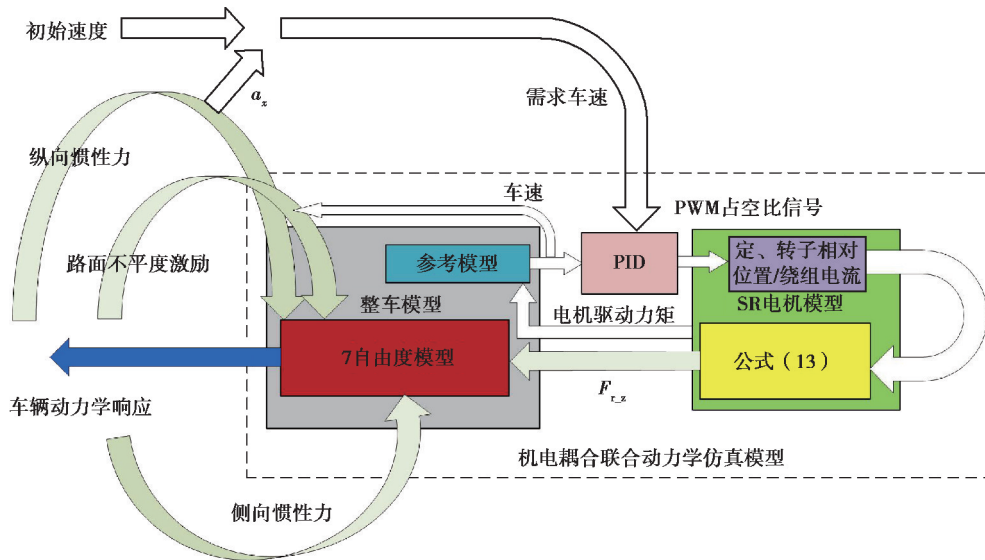 初始速度
aₓ
需求车速
纵向惯性力
车速
PWM占空比信号
路面不平度激励
参考模型
PID
定、转子相对
位置/绕组电流
整车模型
电机驱动力矩
SR电机模型
7自由度模型
公式（13）
F_{r_z}
车辆动力学响应
机电耦合联合动力学仿真模型
侧向惯性力